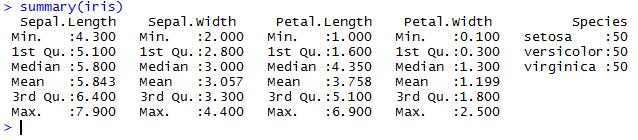 > summary(iris)
  Sepal.Length    Sepal.Width     Petal.Length    Petal.Width          Species
 Min.   :4.300   Min.   :2.000   Min.   :1.000   Min.   :0.100   setosa    :50
 1st Qu.:5.100   1st Qu.:2.800   1st Qu.:1.600   1st Qu.:0.300   versicolor:50
 Median :5.800   Median :3.000   Median :4.350   Median :1.300   virginica :50
 Mean   :5.843   Mean   :3.057   Mean   :3.758   Mean   :1.199
 3rd Qu.:6.400   3rd Qu.:3.300   3rd Qu.:5.100   3rd Qu.:1.800
 Max.   :7.900   Max.   :4.400   Max.   :6.900   Max.   :2.500
>